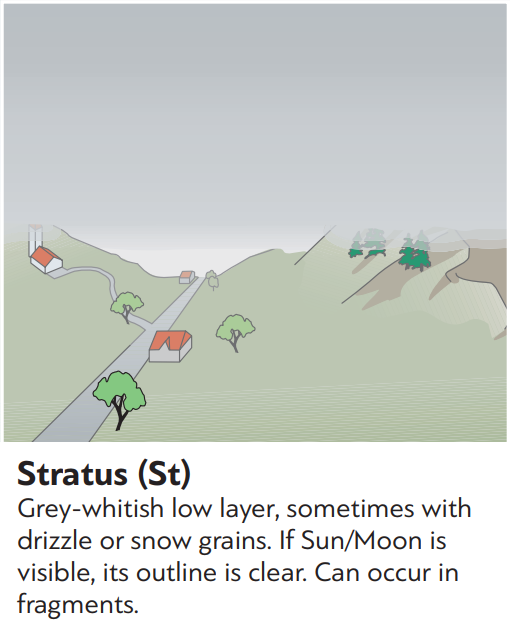 Stratus (St)
Grey-whitish low layer, sometimes with
drizzle or snow grains. If Sun/Moon is
visible, its outline is clear. Can occur in
fragments.